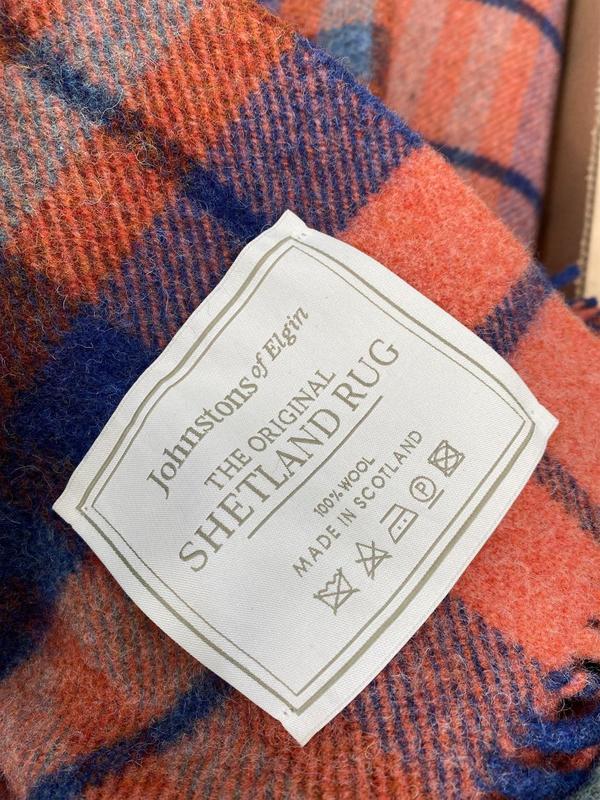 Johnstons of Elgin
THE ORIGINAL
SHETLAND RUG
100% WOOL
MADE IN SCOTLAND
P